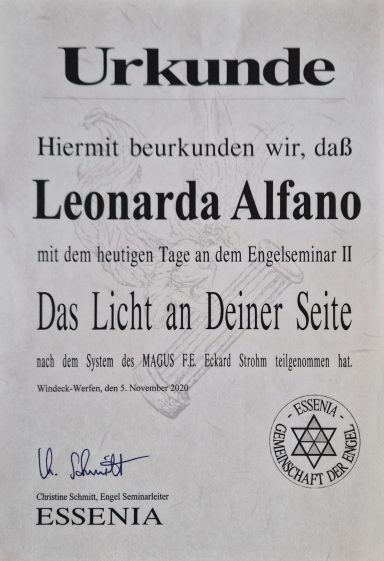 Urkunde
Hiermit beurkunden wir, daß
Leonarda Alfano
mit dem heutigen Tage an dem Engelseminar II
Das Licht an Deiner Seite
nach dem System des MAGUS F.E. Eckard Strohm teilgenommen hat.
Windeck-Werfen, den 5. November 2020
- ESSENIA -
GEMEINSCHAFT DER ENGEL
Ch. Schmitt
Christine Schmitt, Engel Seminarleiter
ESSENIA